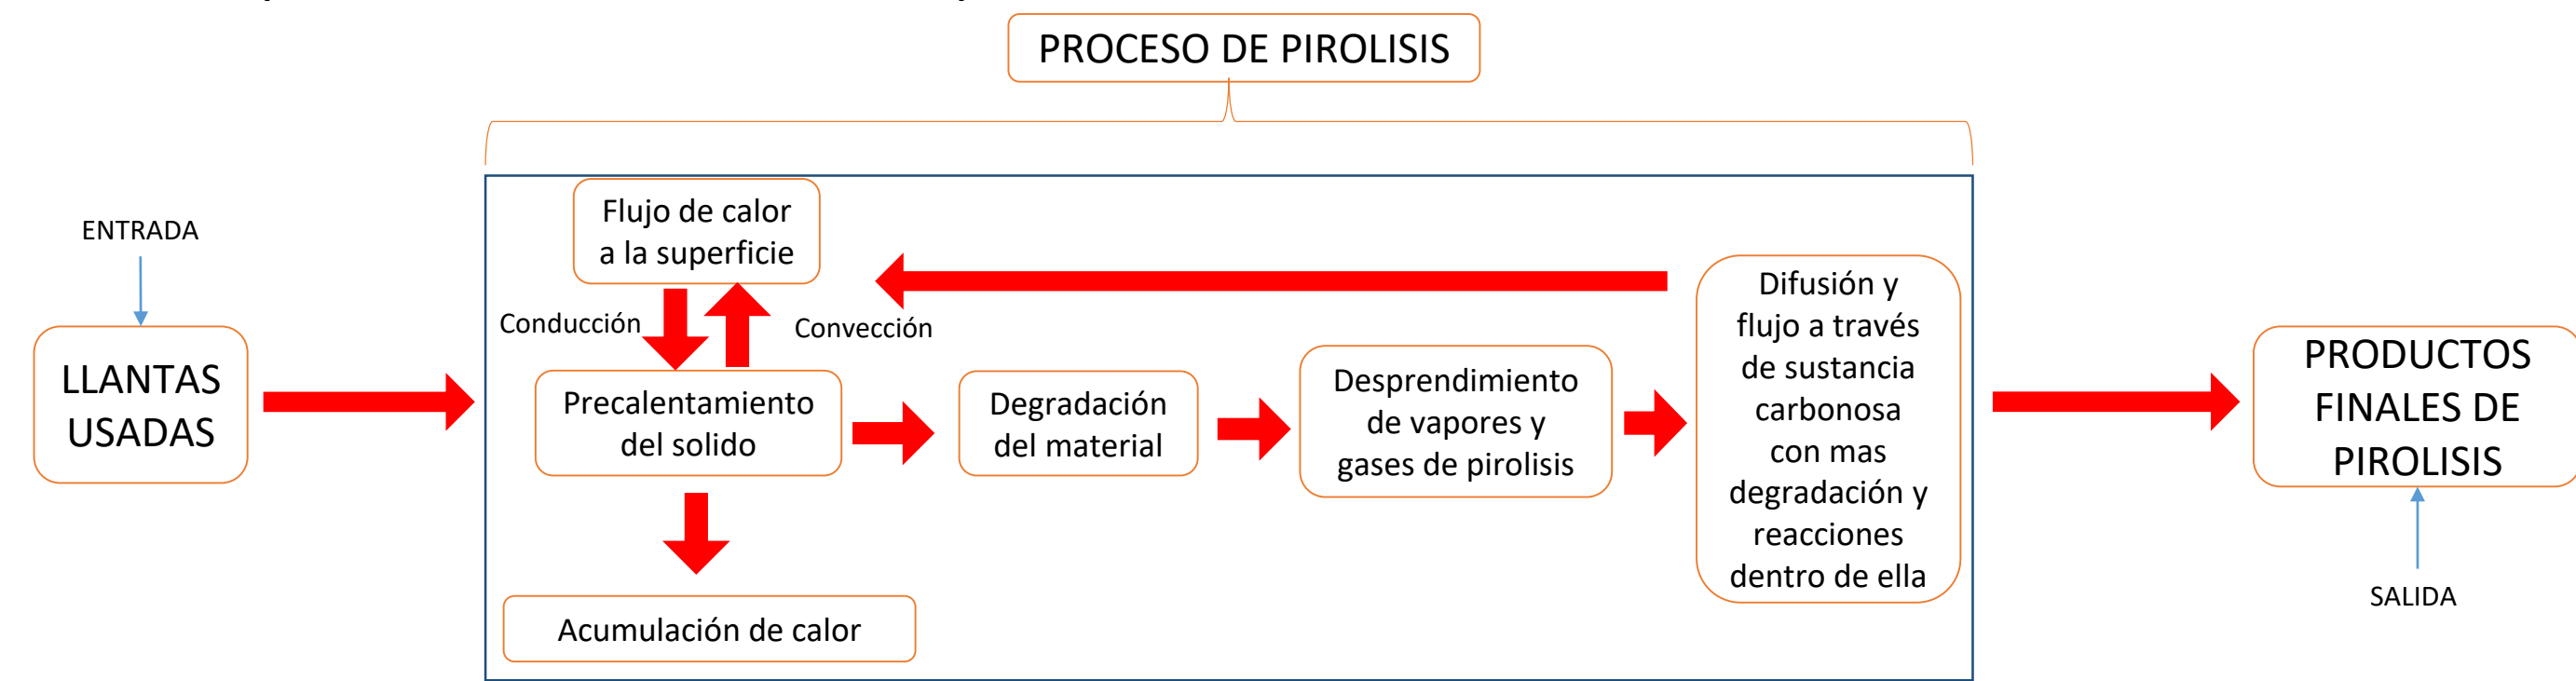 PROCESO DE PIROLISIS
ENTRADA
LLANTAS
USADAS
Flujo de calor
a la superficie
Conducción
Convección
Precalentamiento
del solido
Acumulación de calor
Degradación
del material
Desprendimiento
de vapores y
gases de pirolisis
Difusión y
flujo a través
de sustancia
carbonosa
con mas
degradación y
reacciones
dentro de ella
PRODUCTOS
FINALES DE
PIROLISIS
SALIDA